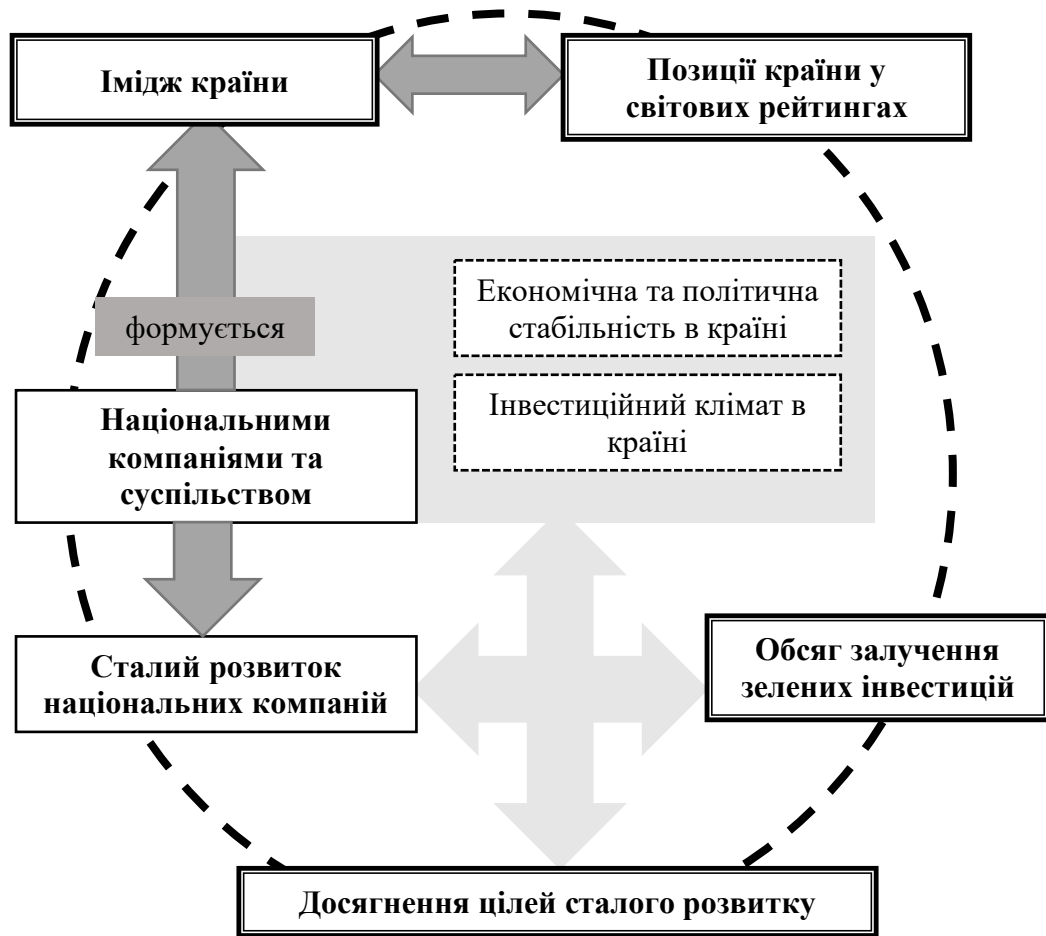 Імідж країни
Позиції країни у
світових рейтингах
Економічна та політична
стабільність в країні
формується
Інвестиційний клімат в
країні
Національними
компаніями та
суспільством
Сталий розвиток
національних компаній
Обсяг залучення
зелених інвестицій
Досягнення цілей сталого розвитку